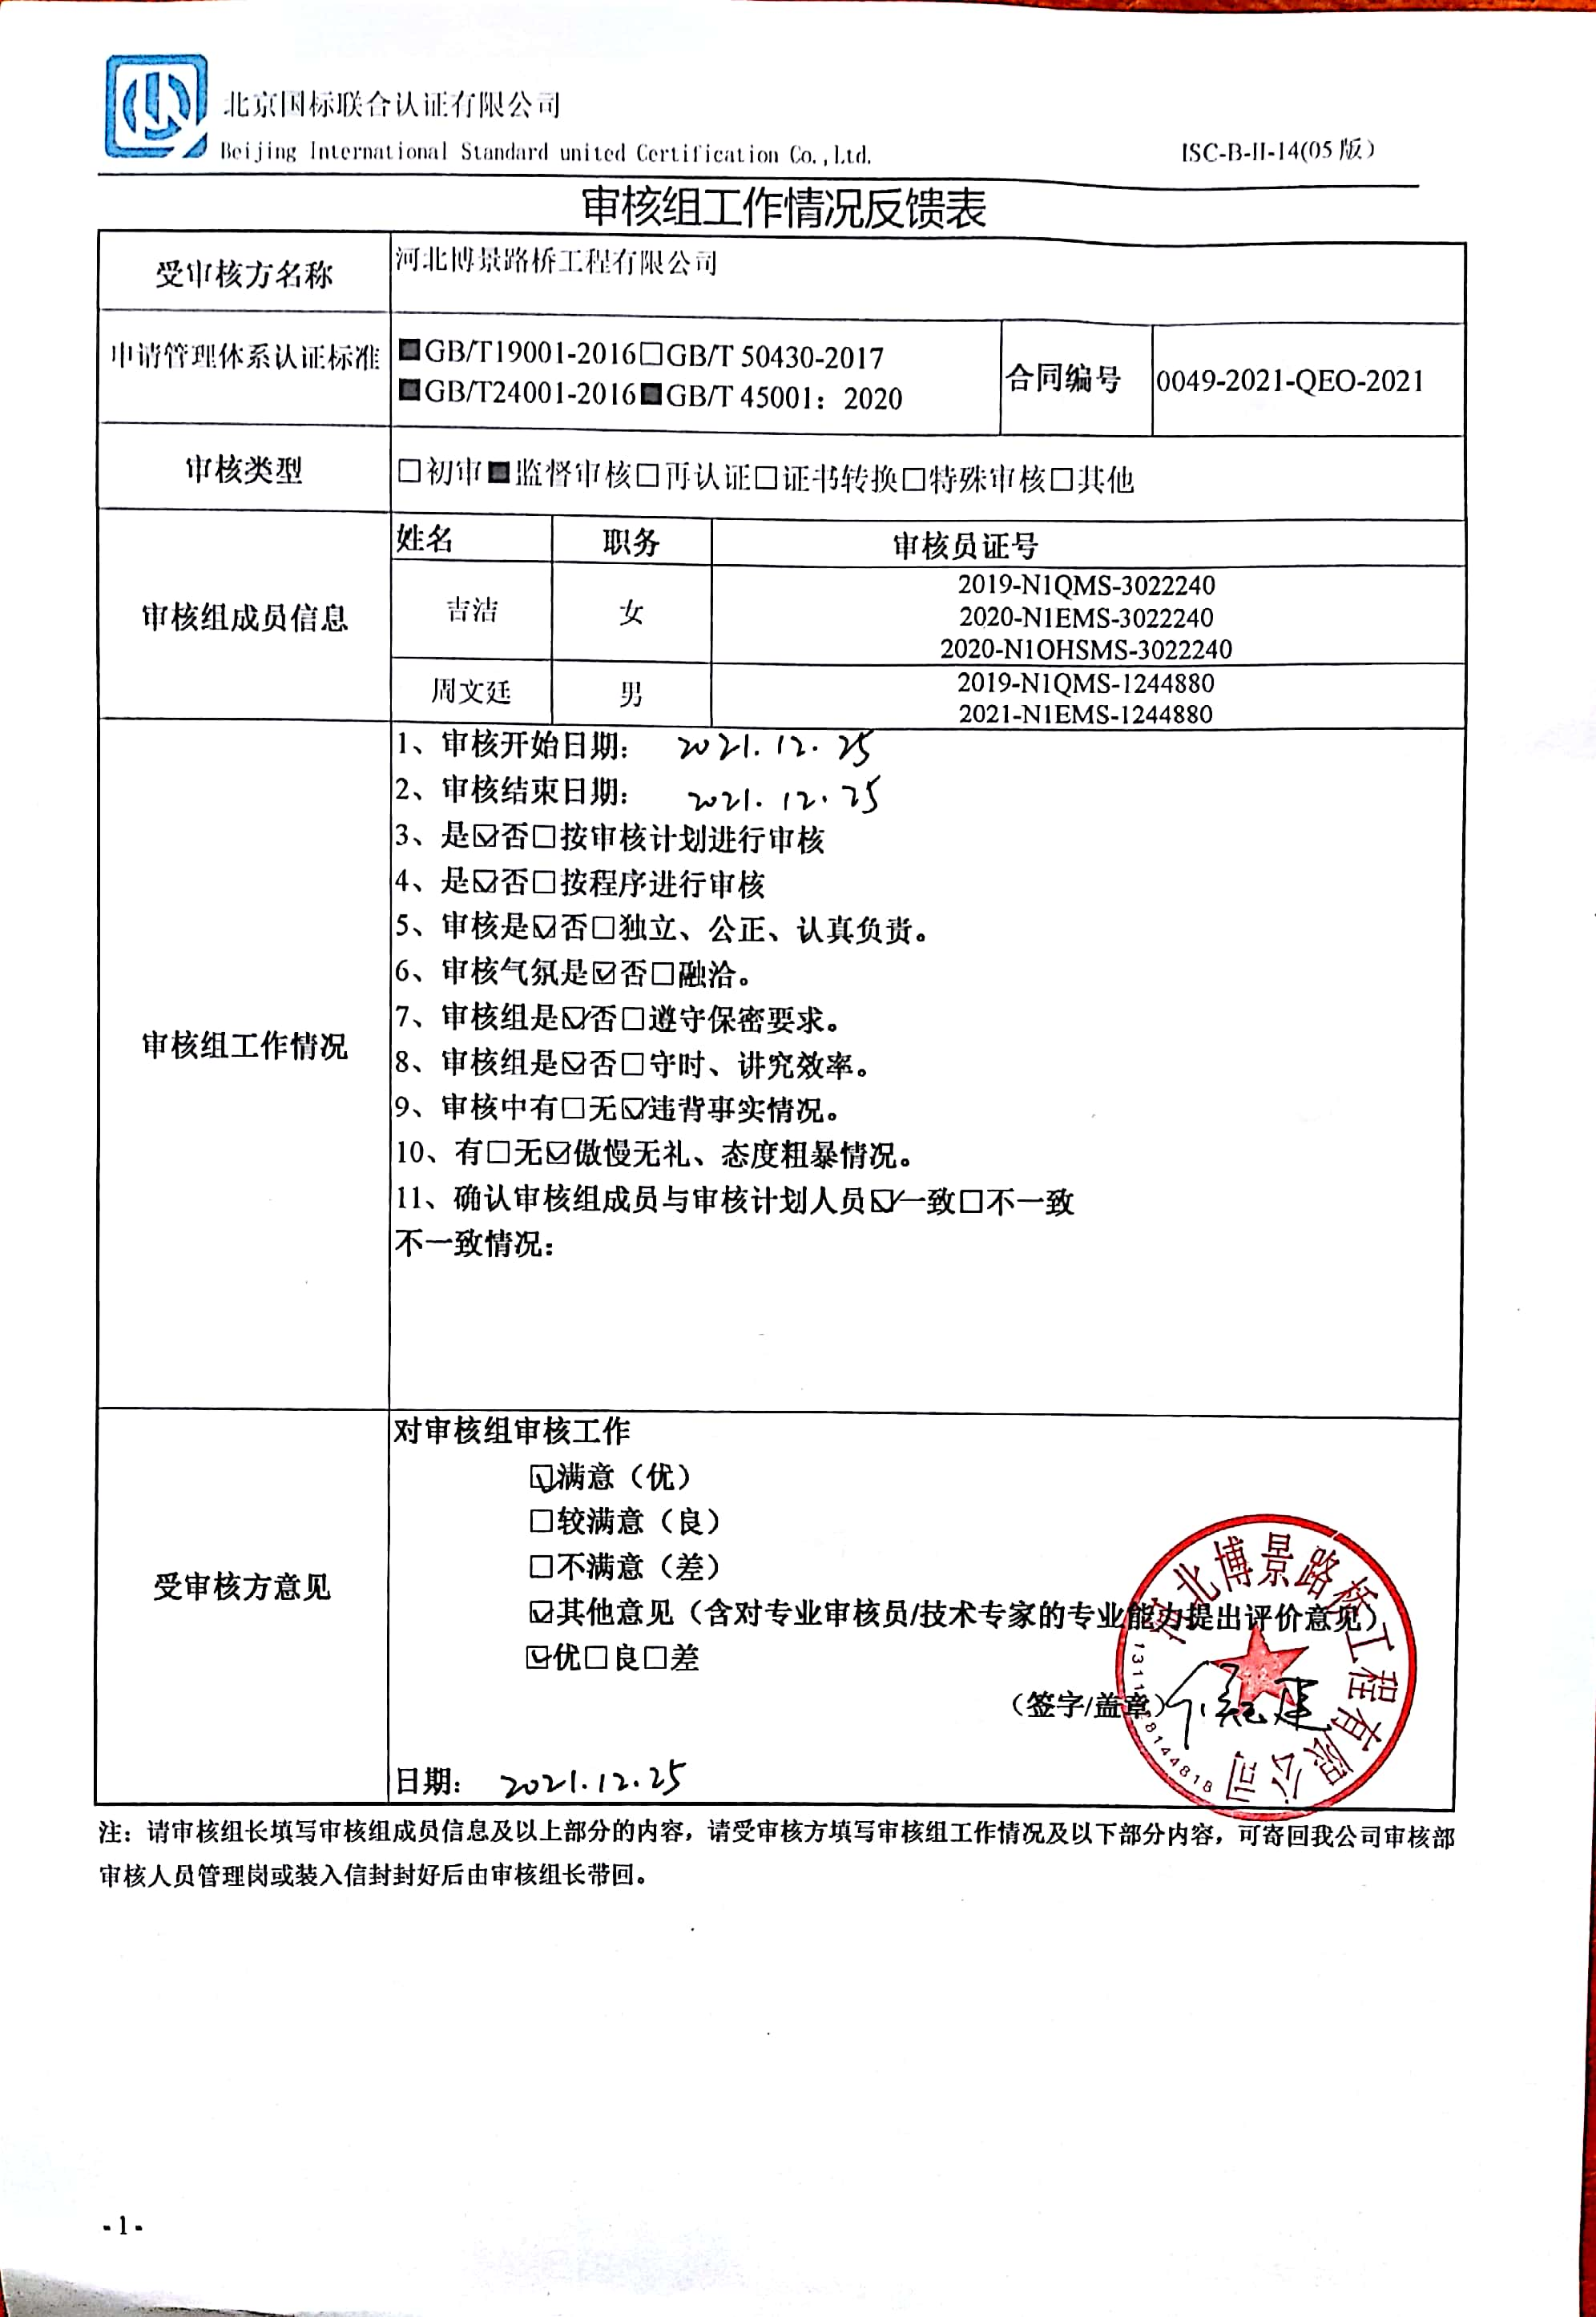 北京国标联合认证有限公司
Beijing International Standard united Certification Co.,Ltd.
ISC-B-II-14(05版)
审核组工作情况反馈表
受审核方名称
河北博景路桥工程有限公司
申请管理体系认证标准
■GB/T19001-2016□GB/T 50430-2017
■GB/T24001-2016■GB/T 45001：2020
合同编号
0049-2021-QEO-2021
审核类型
□初审■监督审核□再认证□证书转换□特殊审核□其他
审核组成员信息
姓名 职务 审核员证号
吉洁 女
2019-N1QMS-3022240
2020-N1EMS-3022240
2020-N1OHSMS-3022240
周文廷 男
2019-N1QMS-1244880
2021-N1EMS-1244880
审核组工作情况
1、审核开始日期： 2021.12.25
2、审核结束日期： 2021.12.25
3、是☑否□按审核计划进行审核
4、是☑否□按程序进行审核
5、审核是☑否□独立、公正、认真负责。
6、审核气氛是☑否□融洽。
7、审核组是☑否□遵守保密要求。
8、审核组是☑否□守时、讲究效率。
9、审核中有□无☑违背事实情况。
10、有□无☑傲慢无礼、态度粗暴情况。
11、确认审核组成员与审核计划人员☑一致□不一致
不一致情况：
受审核方意见
对审核组审核工作
☑满意（优）
□较满意（良）
□不满意（差）
☑其他意见（含对专业审核员/技术专家的专业能力提出评价意见）
☑优□良□差
（签字/盖章）
河北博景路桥工程有限公司
日期： 2021.12.25
注：请审核组长填写审核组成员信息及以上部分的内容，请受审核方填写审核组工作情况及以下部分内容，可寄回我公司审核部
审核人员管理岗或装入信封封好后由审核组长带回。
- 1 -